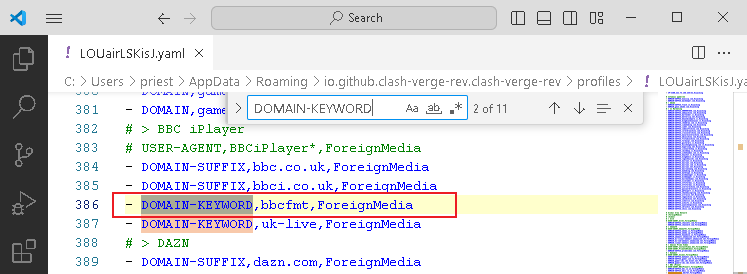 Search
LOUairLSKisJ.yaml
C: > Users > priest > AppData > Roaming > io.github.clash-verge-rev.clash-verge-rev > profiles > ! LOUairLSKisJ.ya
DOMAIN-KEYWORD Aa ab .* 2 of 11
381 - DOMAIN,game
382 # > BBC iPlayer
383 # USER-AGENT,BBCiPlayer*,ForeignMedia
384 - DOMAIN-SUFFIX,bbc.co.uk,ForeignMedia
385 - DOMAIN-SUFFIX,bbci.co.uk,ForeignMedia
386 - DOMAIN-KEYWORD,bbcfmt,ForeignMedia
387 - DOMAIN-KEYWORD,uk-live,ForeignMedia
388 # > DAZN
389 - DOMAIN-SUFFIX,dazn.com,ForeignMedia